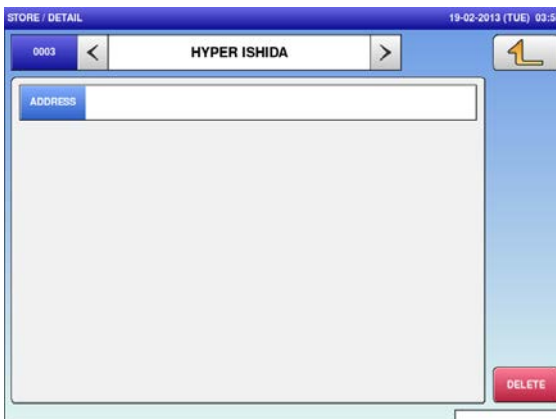 STORE / DETAIL 19-02-2013 (TUE) 03:5
0003 < HYPER ISHIDA >
ADDRESS
DELETE